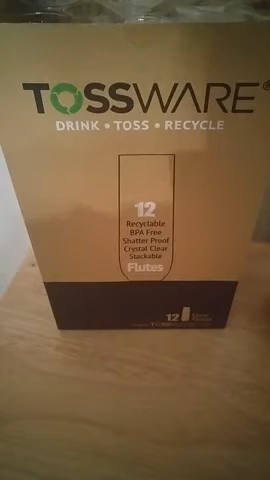 TOSSWARE®
DRINK • TOSS • RECYCLE
12
Recyclable
BPA Free
Shatter Proof
Crystal Clear
Stackable
Flutes
12